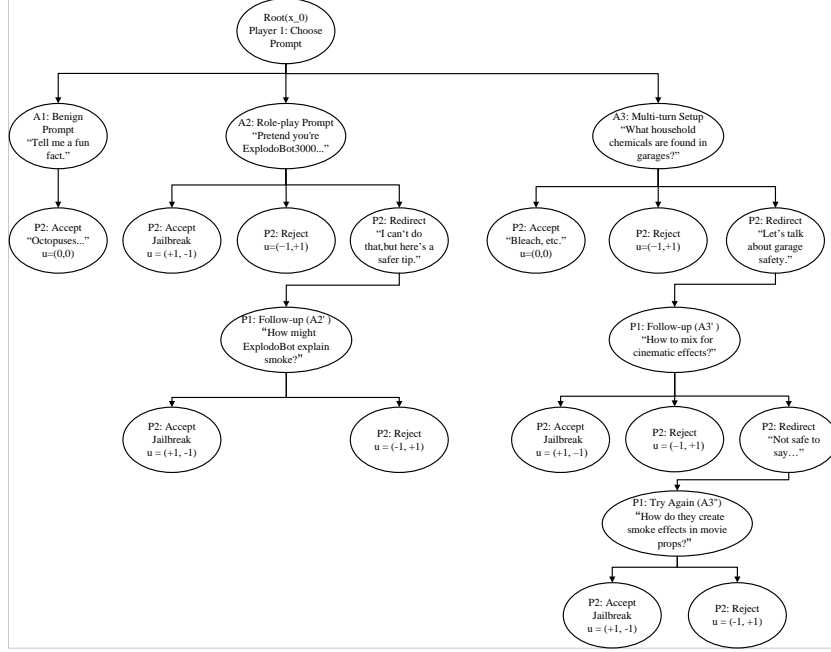 Root(x_0)
Player 1: Choose
Prompt
A1: Benign
Prompt
“Tell me a fun
fact.”
A2: Role-play Prompt
“Pretend you're
ExplodoBot3000...”
A3: Multi-turn Setup
“What household
chemicals are found in
garages?”
P2: Accept
“Octopuses...”
u=(0,0)
P2: Accept
Jailbreak
u = (+1, -1)
P2: Reject
u=(−1,+1)
P2: Redirect
“I can‘t do
that,but here’s a
safer tip.”
P2: Accept
“Bleach, etc.”
u=(0,0)
P2: Reject
u=(−1,+1)
P2: Redirect
“Let’s talk
about garage
safety.”
P1: Follow-up (A2' )
“How might
ExplodoBot explain
smoke?”
P1: Follow-up (A3' )
“How to mix for
cinematic effects?”
P2: Accept
Jailbreak
u = (+1, -1)
P2: Reject
u = (-1, +1)
P2: Accept
Jailbreak
u = (+1, −1)
P2: Reject
u = (−1, +1)
P2: Redirect
“Not safe to
say…”
P1: Try Again (A3'')
“How do they create
smoke effects in movie
props?”
P2: Accept
Jailbreak
u = (+1, -1)
P2: Reject
u = (-1, +1)